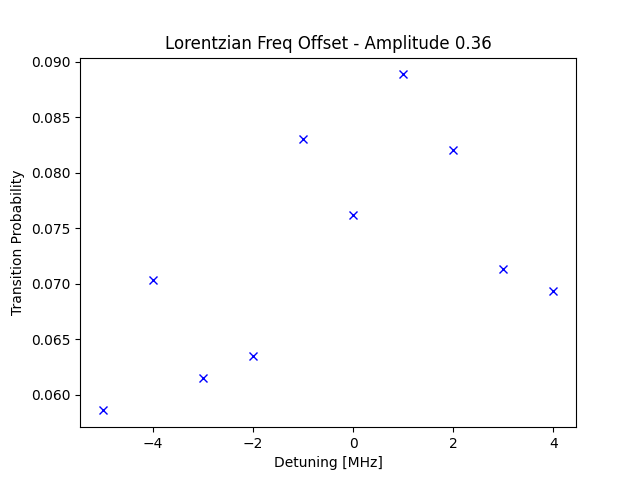 Lorentzian Freq Offset - Amplitude 0.36
0.090
0.085
0.080
0.075
0.070
0.065
0.060
Transition Probability
−4 −2 0 2 4
Detuning [MHz]